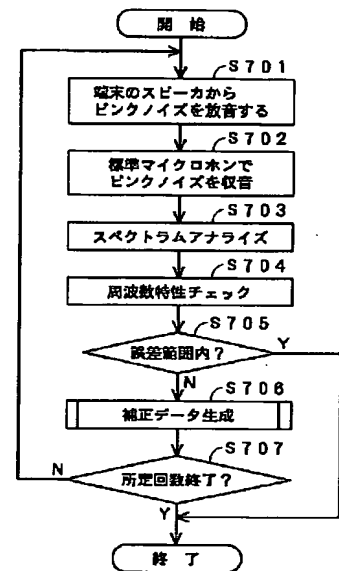 開始
S701
端末のスピーカから
ピンクノイズを放音する
S702
標準マイクロホンで
ピンクノイズを収音
S703
スペクトラムアナライズ
S704
周波数特性チェック
S705
誤差範囲内?
Y
N
S706
補正データ生成
S707
N
所定回数終了?
Y
終了